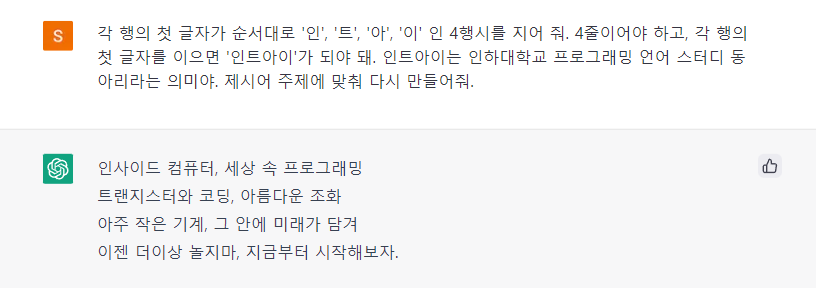 S
각 행의 첫 글자가 순서대로 '인', '트', '아', '이' 인 4행시를 지어 줘. 4줄이어야 하고, 각 행의
첫 글자를 이으면 '인트아이'가 되야 돼. 인트아이는 인하대학교 프로그래밍 언어 스터디 동
아리라는 의미야. 제시어 주제에 맞춰 다시 만들어줘.
인사이드 컴퓨터, 세상 속 프로그래밍
트랜지스터와 코딩, 아름다운 조화
아주 작은 기계, 그 안에 미래가 담겨
이젠 더이상 놀지마, 지금부터 시작해보자.